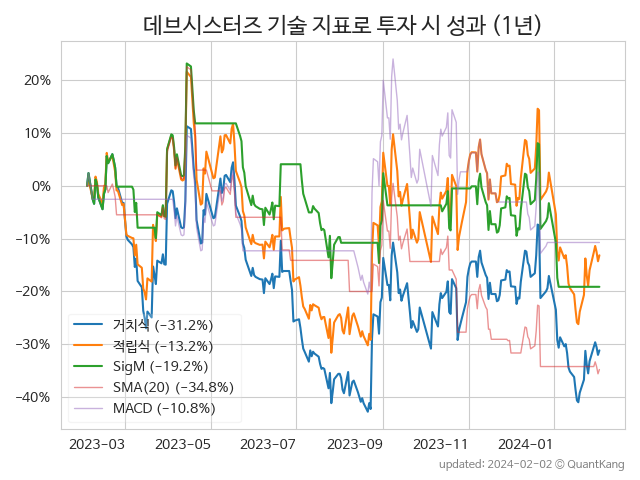 데브시스터즈 기술 지표로 투자 시 성과 (1년)
20%
10%
0%
−10%
−20%
−30%
−40%
거치식 (−31.2%)
적립식 (−13.2%)
SigM (−19.2%)
SMA(20) (−34.8%)
MACD (−10.8%)
2023−03
2023−05
2023−07
2023−09
2023−11
2024−01
updated: 2024-02-02 © QuantKang